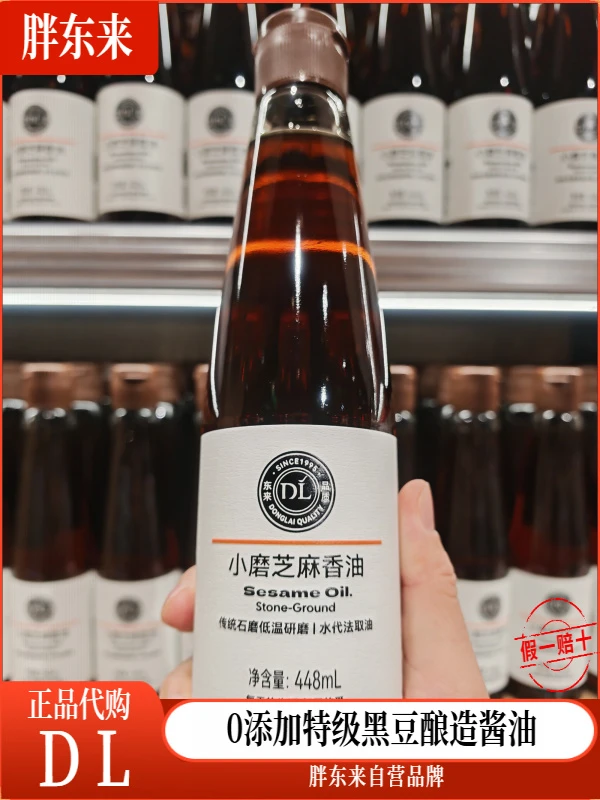 胖东来
·SINCE1995·
东来
DL
品质
DONGLAI QUALITY
小磨芝麻香油
Sesame Oil.
Stone-Ground
传统石磨低温研磨 | 水代法取油
净含量: 448mL
假一赔十
正品代购
DL
0添加特级黑豆酿造酱油
胖东来自营品牌